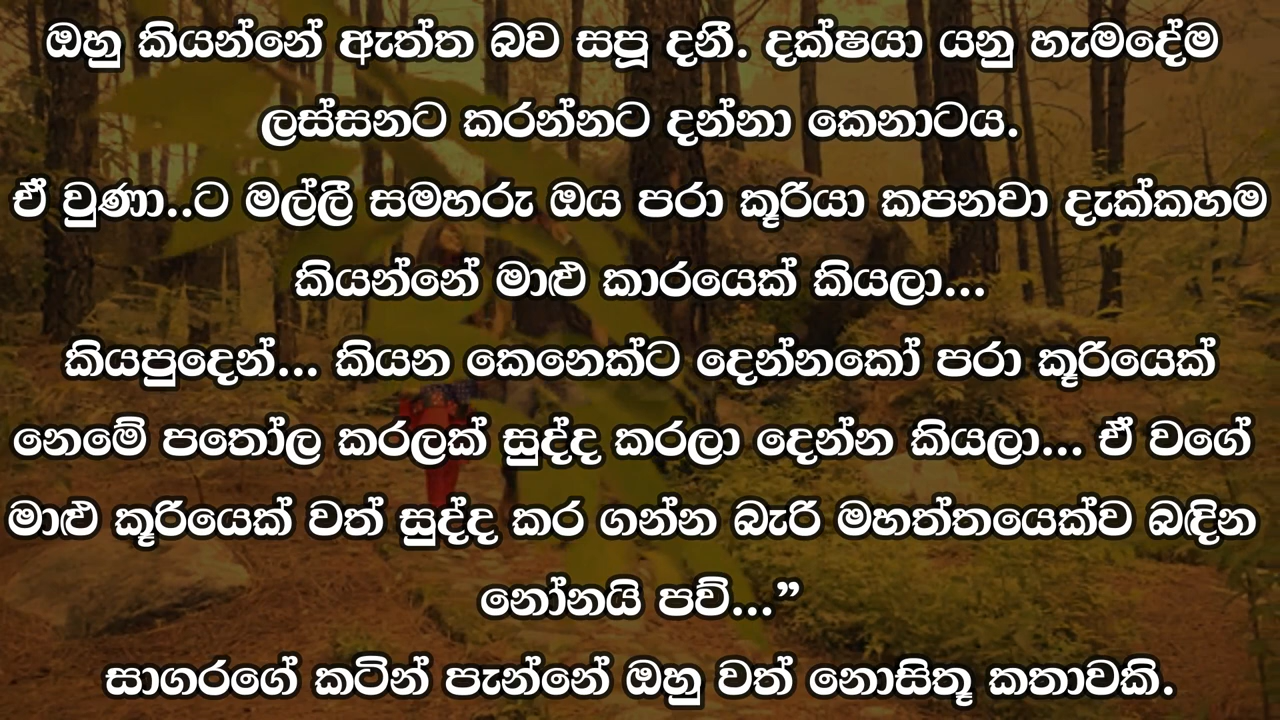 ඔහු කියන්නේ ඇත්ත බව සපූ දනී. දක්ෂයා යනු හැමදේම
ලස්සනට කරන්නට දන්නා කෙනාටය.
ඒ වුණා..ට මල්ලී සමහරු ඔය පරා කූරියා කපනවා දැක්කහම
කියන්නේ මාළු කාරයෙක් කියලා...
කියපුදෙන්... කියන කෙනෙක්ට දෙන්නකෝ පරා කූරියෙක්
නෙමේ පතෝල කරලක් සුද්ද කරලා දෙන්න කියලා... ඒ වගේ
මාළු කූරියෙක් වත් සුද්ද කර ගන්න බැරි මහත්තයෙක්ව බඳින
නෝනයි පව්...”
සාගරගේ කටින් පැන්නේ ඔහු වත් නොසිතූ කතාවකි.